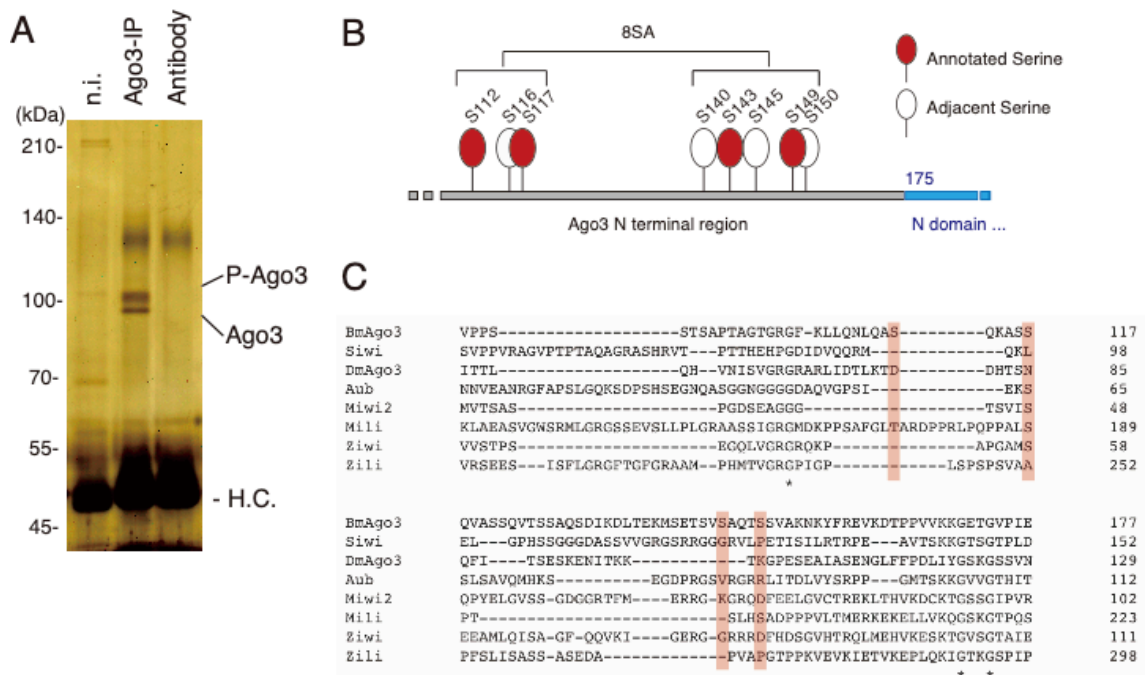 A
n.i.
Ago3-IP
Antibody
(kDa)
210-
140-
100-
70-
55-
45-
P-Ago3
Ago3
- H.C.
B
8SA
S112
S116
S117
S140
S143
S145
S149
S150
Annotated Serine
Adjacent Serine
175
Ago3 N terminal region
N domain ...
C
BmAgo3 VPPS------------------STSAPTAGTGRGF-KLLQNLQAS---------QKASS 117
Siwi SVPPVRAGVPTPTAQAGRASHRVT---PTTHEHPGDIDVQQRM--------------QKL 98
DmAgo3 ITTL------------------QH--VNISVGRGRARLIDTLKTD---------DHTSN 85
Aub NNVEANRGFAPSLGQKSDPSHSEGNQASGGNGGGGDAQVGPSI--------------EKS 65
Miwi2 MVTSAS---------------------PGDSEAGGG------------------TSVIS 48
Mili KLAEASVGWSRMLGRGSSEVSLLPLGRAASSIGRGMDKPPSAFGLTARDPPRLPQPPALS 189
Ziwi VVSTPS---------------------EGQLVGRGRQKP---------------APGAMS 58
Zili VRSEES---ISFLGRGFTGFGRAAM--PHMTVGRGPIGP-----------LSPSPSVAA 252
*
BmAgo3 QVASSQVTSSAQSDIKDLTEKMSETSVSAQTSSVAKNKYFREVKDTPPVVKKGETGVPIE 177
Siwi EL---GPHSSGGGDASSVVGRGSRRGGGRVLPETISILRTRPE--AVTSKKGTSGTPLD 152
DmAgo3 QFI----TSESKENITKK-----------TKGPESEAIASENGLFFPDLIYGSKGSSVN 129
Aub SLSAVQMHKS-----------EGDPRGSVRGRRLITDLVYSRPP---GMTSKKGVVGTHIT 112
Miwi2 QPYELGVSS-GDGGRTFM----ERRG-KGRQDFEELGVCTREKLTHVKDCKTGSSGIPVR 102
Mili PT-----------------------SLHSADPPPVLTMERKEKELLVKQGSKGTPQS 223
Ziwi EEAMLQISA-GF-QQVKI-----GERG-GRRRDFHDSGVHTRQLMEHVKESKTGVSGTAIE 111
Zili PFSLISASS-ASEDA-------------PVAPGTPPKVEVKIETVKEPLQKIGTKGSPIP 298
* *